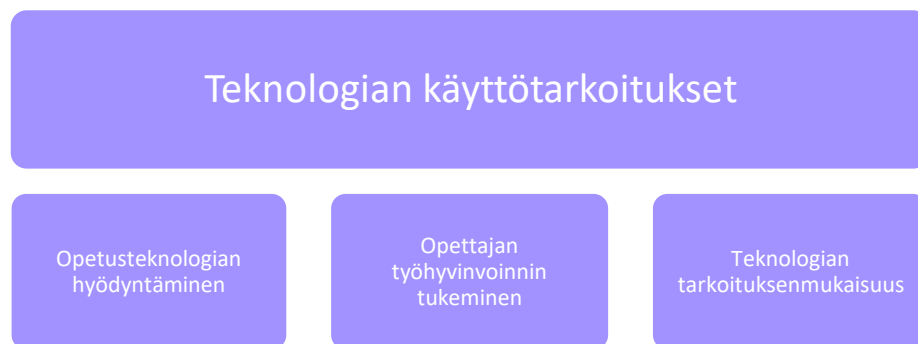 Teknologian käyttötarkoitukset
Opetusteknologian
hyödyntäminen
Opettajan
työhyvinvoinnin
tukeminen
Teknologian
tarkoituksenmukaisuus